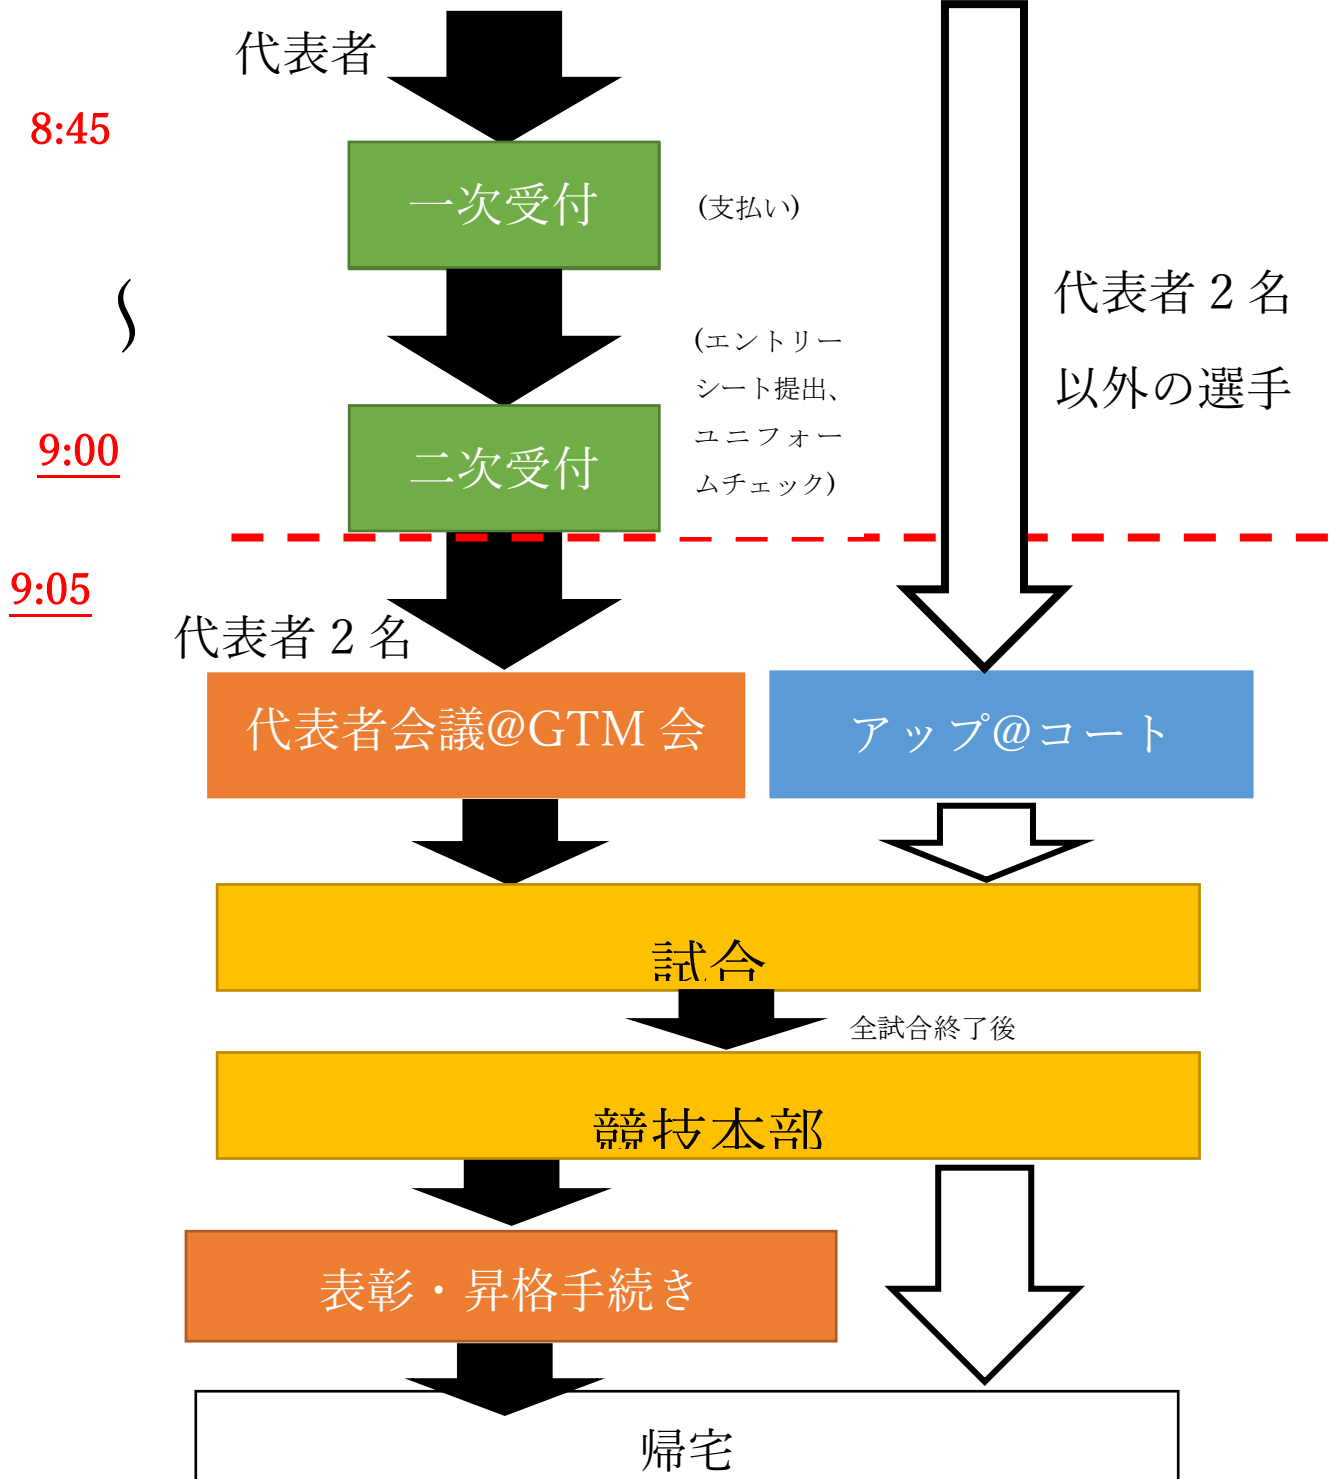 代表者
8:45
一次受付
(支払い)
〜
代表者 2 名
以外の選手
(エントリー
シート提出、
ユニフォー
ムチェック)
9:00
二次受付
9:05
代表者 2 名
代表者会議@GTM 会
アップ@コート
試合
全試合終了後
競技本部
表彰・昇格手続き
帰宅